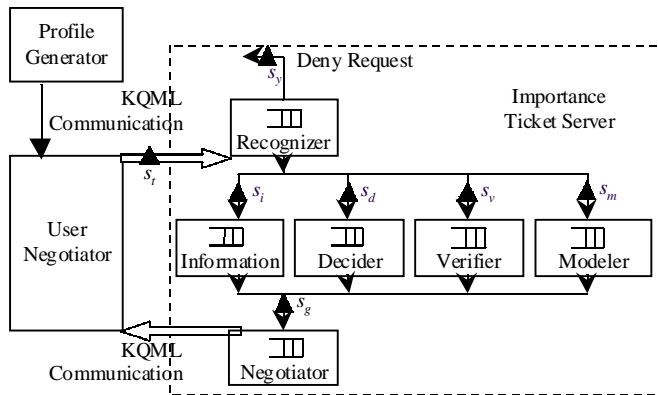 Profile
Generator
Deny Request
s_y
KQML
Communication
Importance
Ticket Server
Recognizer
s_t
s_i
s_d
s_v
s_m
User
Negotiator
Information
Decider
Verifier
Modeler
s_g
KQML
Communication
Negotiator